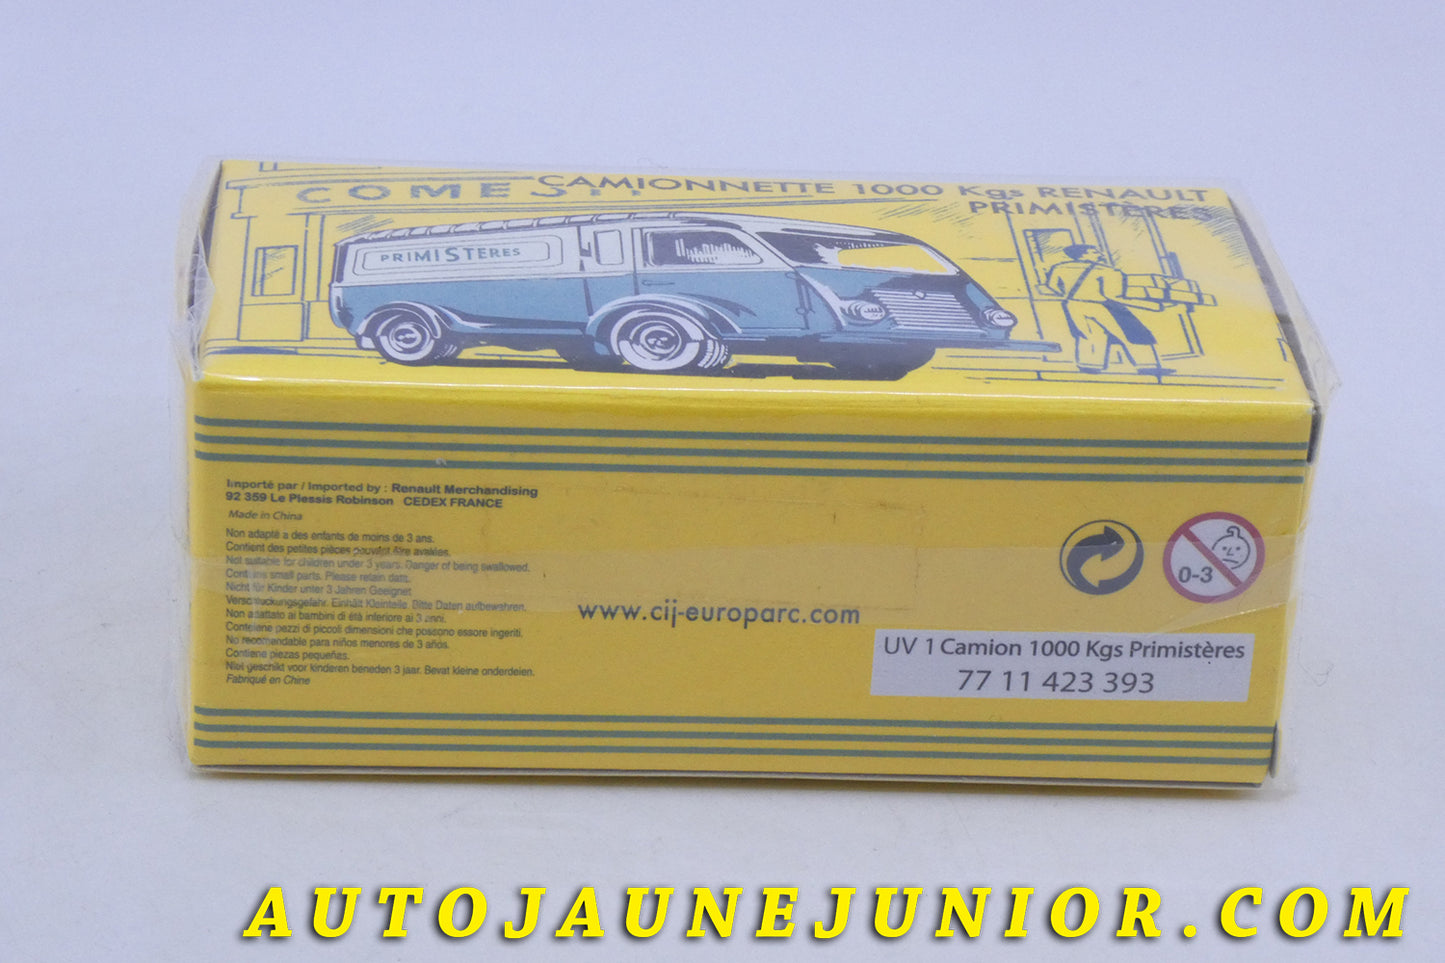 COMES
CAMIONNETTE 1000 Kgs RENAULT
PRIMISTÈRES
PRIMISTERES
Importé par / Imported by : Renault Merchandising
92 359 Le Plessis Robinson CEDEX FRANCE
Made in China
Non adapté a des enfants de moins de 3 ans.
Contient des petites pièces pouvant être avalées.
Not suitable for children under 3 years. Danger of being swallowed.
Contains small parts. Please retain data.
Nicht für Kinder unter 3 Jahren Geeignet
Verschluckungsgefahr. Einhält Kleinteile. Bitte Daten aufbewahren.
Non adattato ai bambini di età inferiore ai 3 anni.
Contiene pezzi di piccoli dimensioni che possono essere ingeriti.
No recomendable para niños menores de 3 años.
Contiene piezas pequeñas.
Niet geschikt voor kinderen beneden 3 jaar. Bevat kleine onderdelen.
Fabriqué en Chine
www.cij-europarc.com
0-3
UV 1 Camion 1000 Kgs Primistères
77 11 423 393
AUTOJAUNEJUNIOR.COM